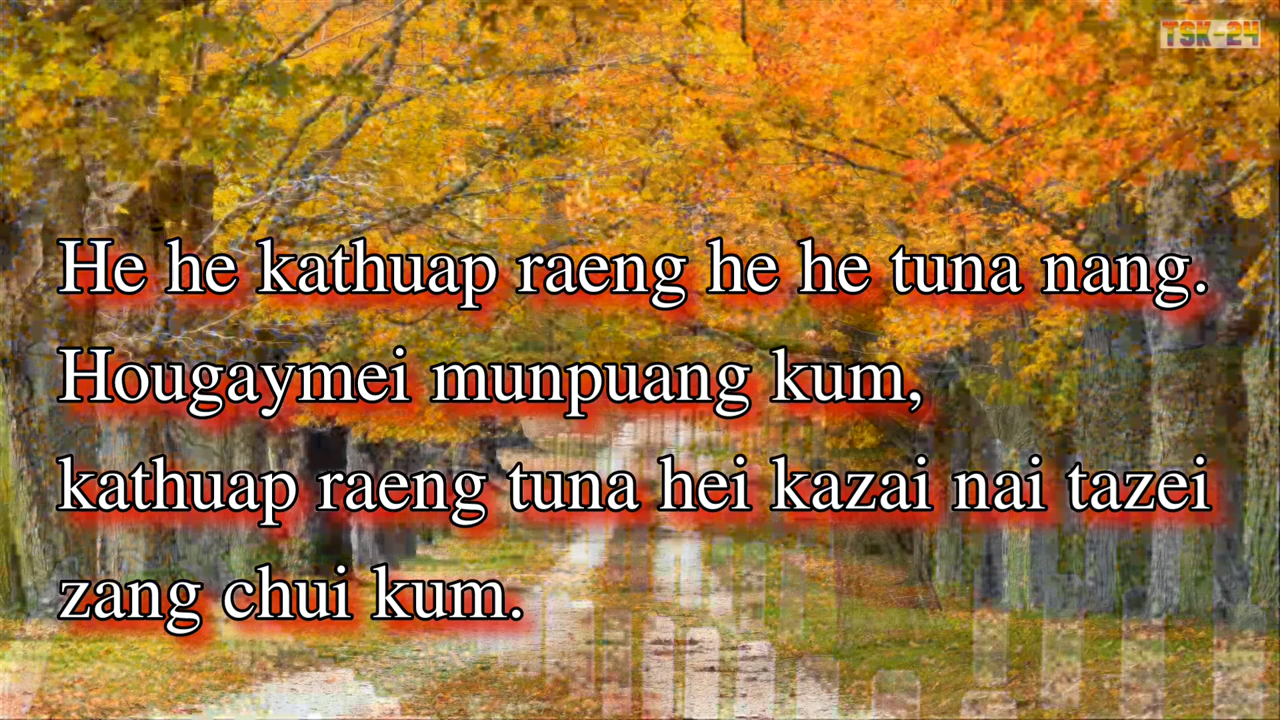 TSK-24
He he kathuap raeng he he tuna nang.
Hougaymei munpuang kum,
kathuap raeng tuna hei kazai nai tazei
zang chui kum.